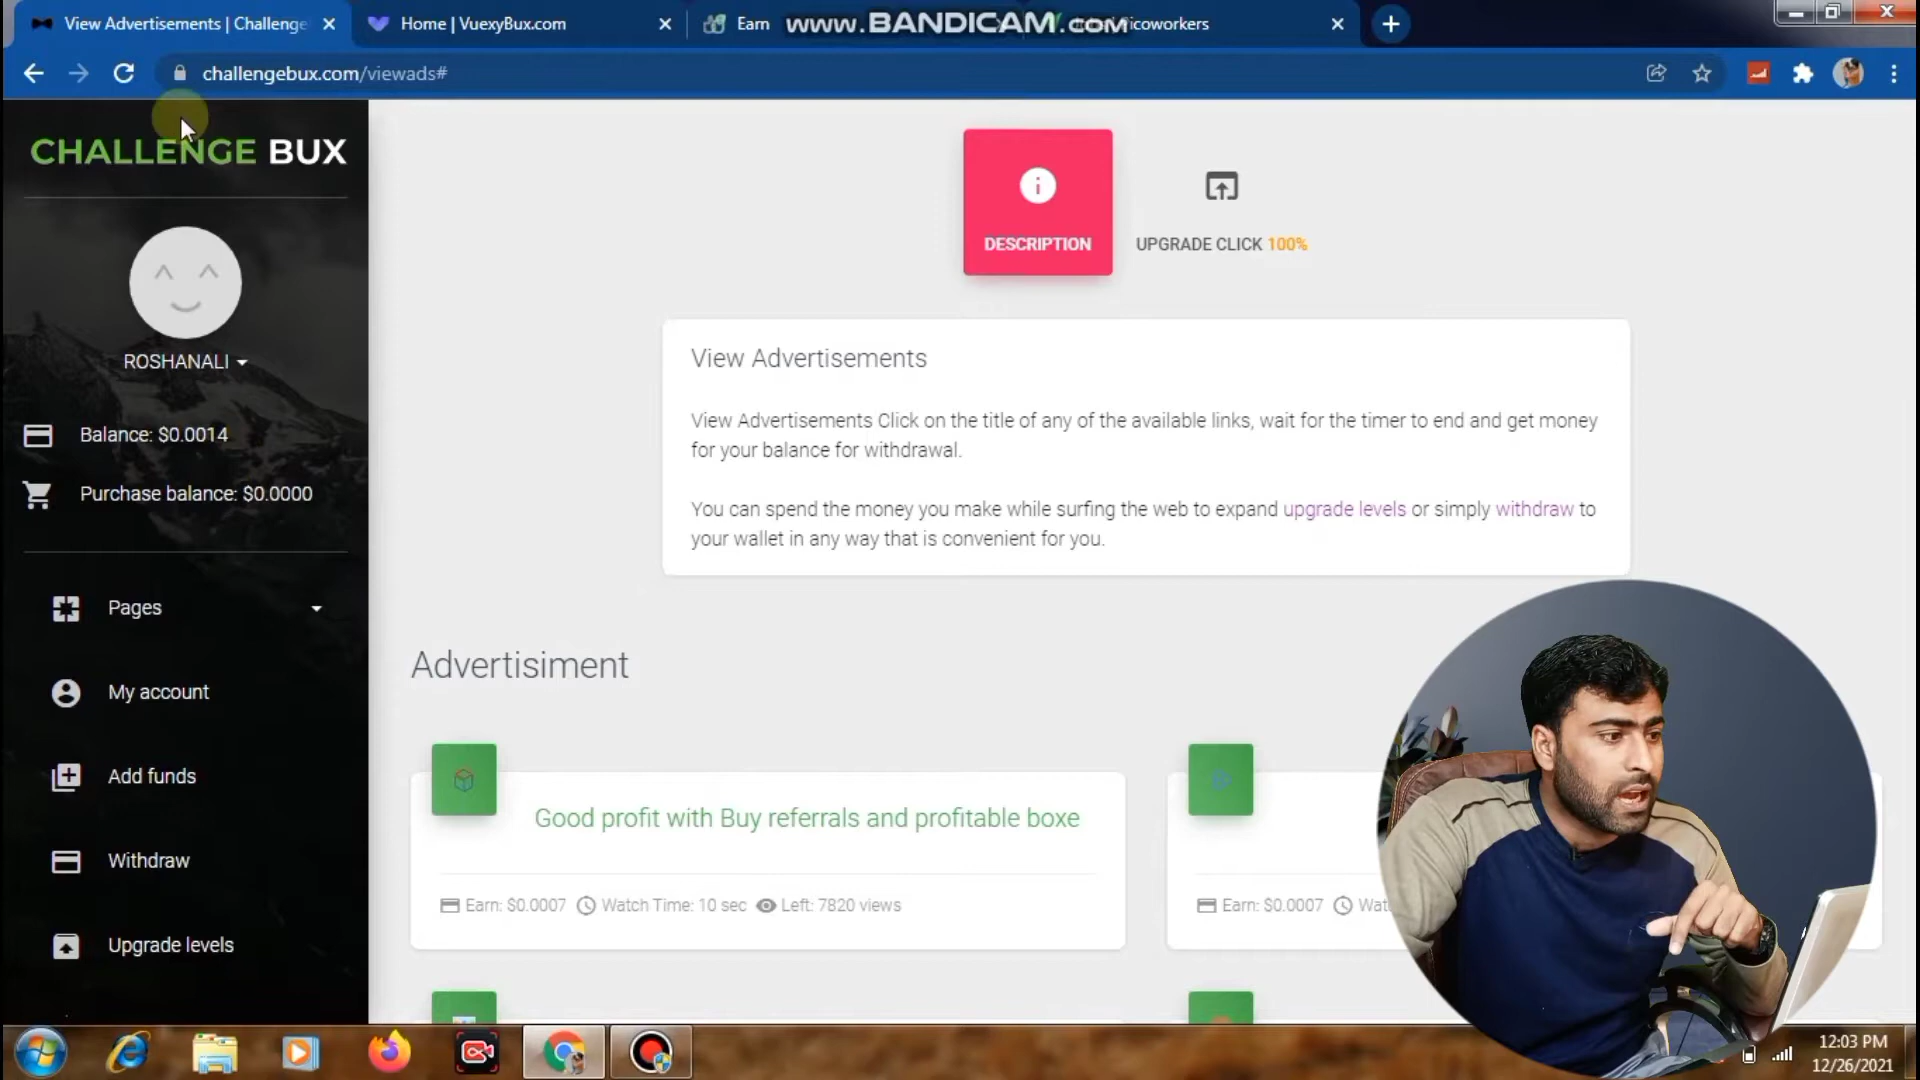 View Advertisements | Challenge
Home | VuexyBux.com
Earn
www.BANDICAM.com
icoworkers
challengebux.com/viewads#
CHALLENGE BUX
ROSHANALI
Balance: $0.0014
Purchase balance: $0.0000
Pages
My account
Add funds
Withdraw
Upgrade levels
DESCRIPTION
UPGRADE CLICK 100%
View Advertisements
View Advertisements Click on the title of any of the available links, wait for the timer to end and get money
for your balance for withdrawal.
You can spend the money you make while surfing the web to expand upgrade levels or simply withdraw to
your wallet in any way that is convenient for you.
Advertisiment
Good profit with Buy referrals and profitable boxe
Earn: $0.0007 Watch Time: 10 sec Left: 7820 views
Earn: $0.0007 Wat
12:03 PM
12/26/2021